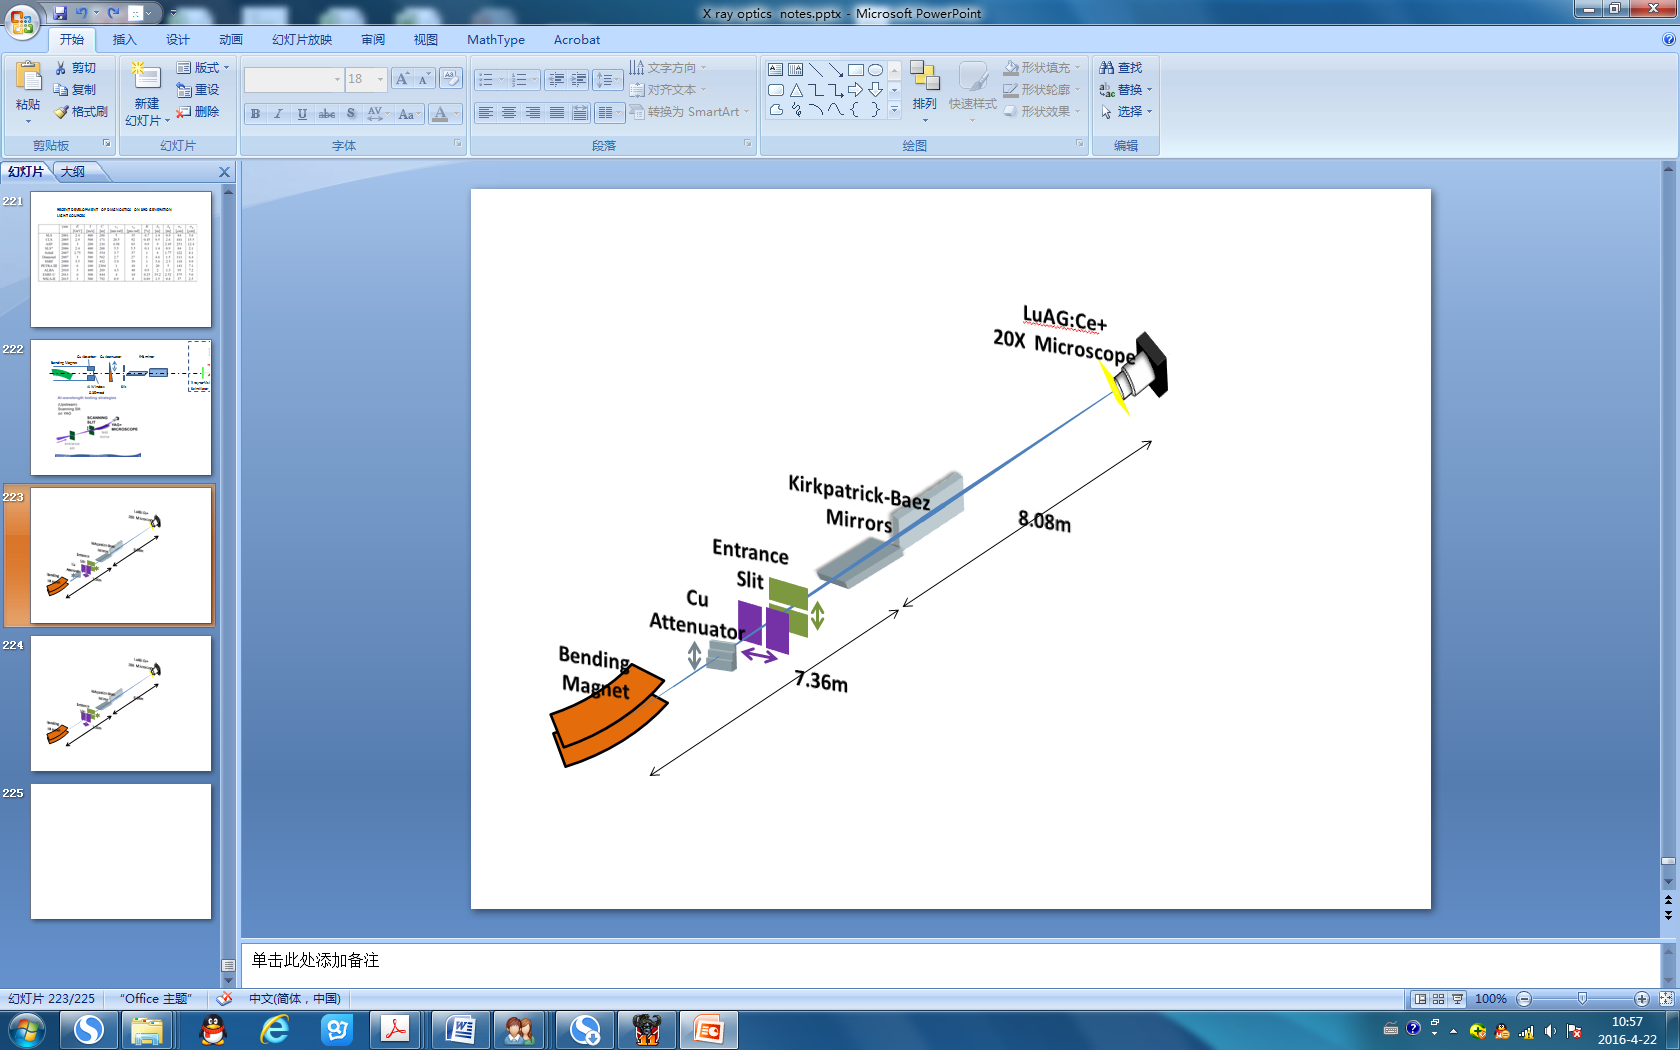 X ray optics  notes.pptx - Microsoft PowerPoint
开始 插入 设计 动画 幻灯片放映 审阅 视图 MathType Acrobat
粘贴
剪切
复制
格式刷
剪贴板
新建
幻灯片
版式
重设
删除
幻灯片
18
字体
文字方向
对齐文本
转换为 SmartArt
段落
排列
快速样式
形状填充
形状轮廓
形状效果
绘图
查找
替换
选择
编辑
幻灯片 大纲
221
222
223
224
225
LuAG:Ce+
20X Microscope
Kirkpatrick-Baez
Mirrors
8.08m
Entrance
Slit
Cu
Attenuator
Bending
Magnet
7.36m
单击此处添加备注
幻灯片 223/225 "Office 主题" 中文(简体，中国) 100%
10:57
2016-4-22